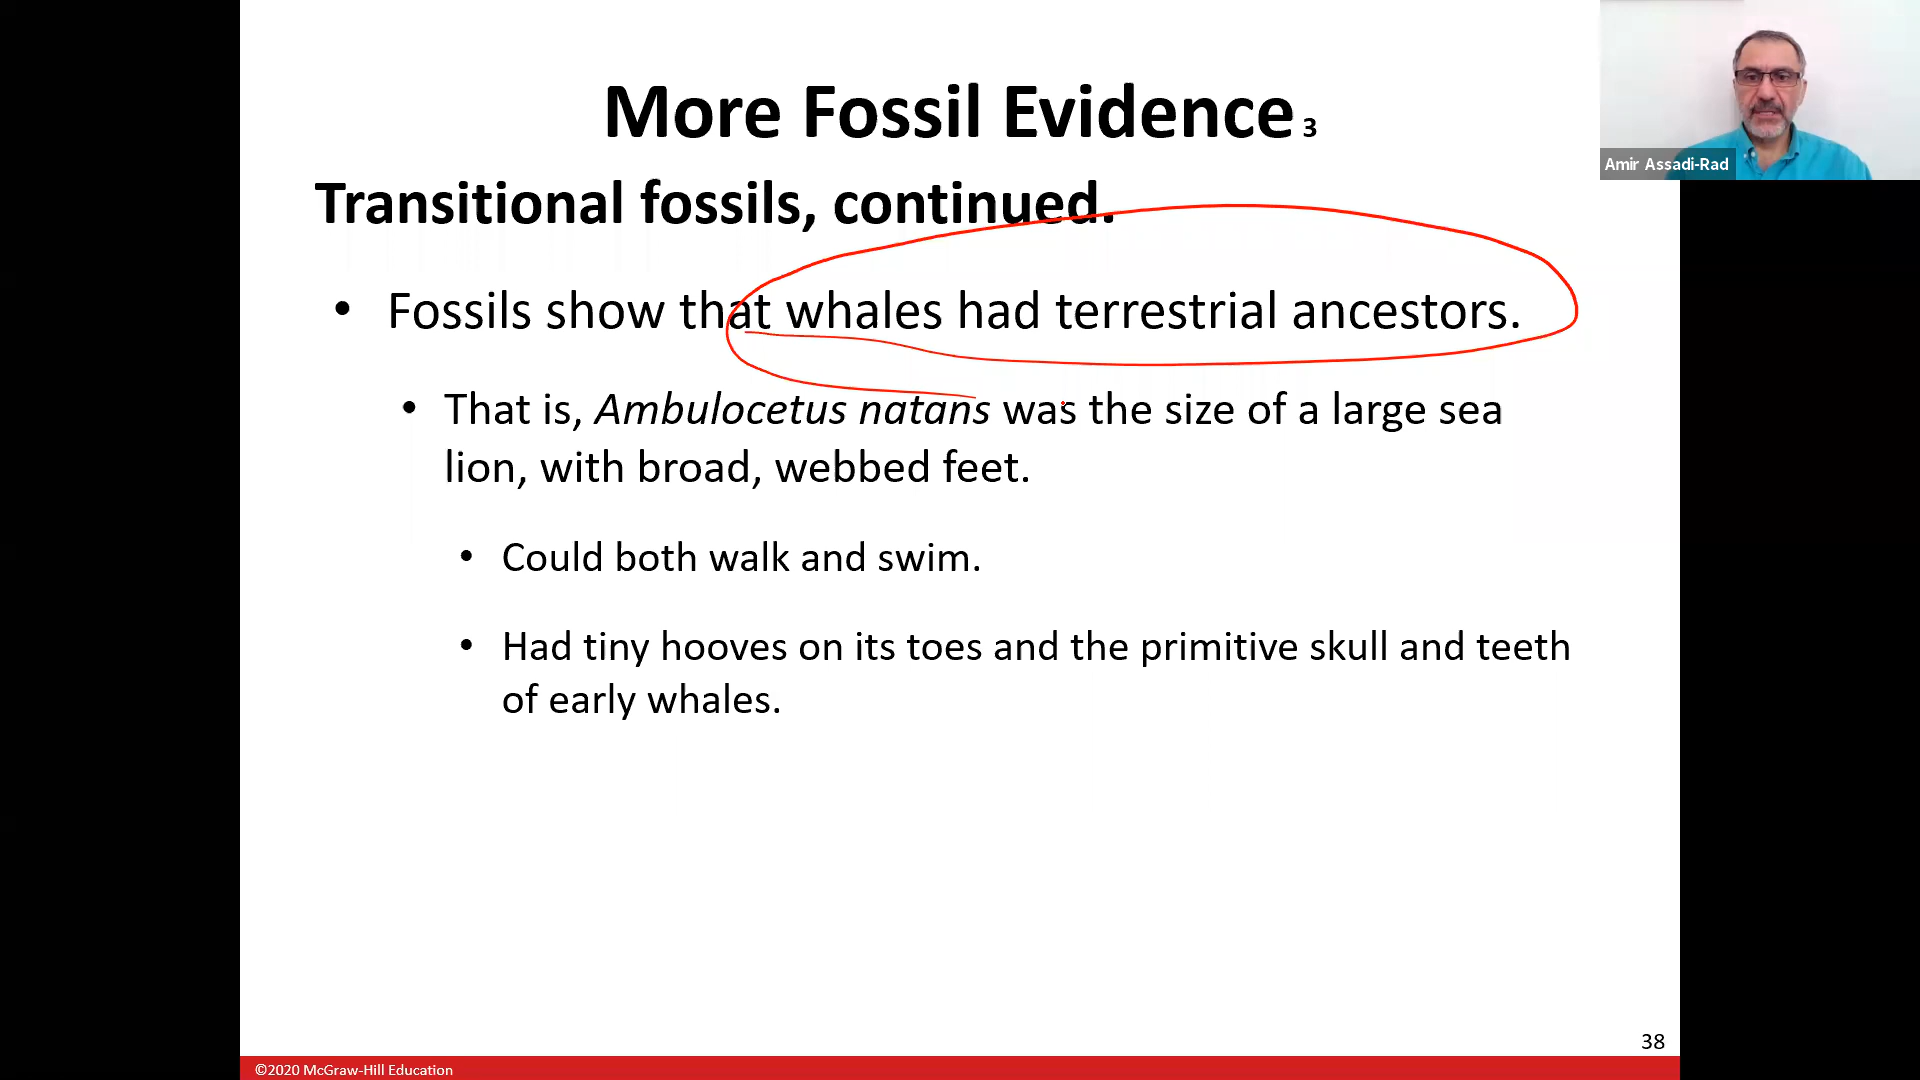 More Fossil Evidence 3
Amir Assadi-Rad
Transitional fossils, continued.
• Fossils show that whales had terrestrial ancestors.
• That is, Ambulocetus natans was the size of a large sea
lion, with broad, webbed feet.
• Could both walk and swim.
• Had tiny hooves on its toes and the primitive skull and teeth
of early whales.
38
©2020 McGraw-Hill Education